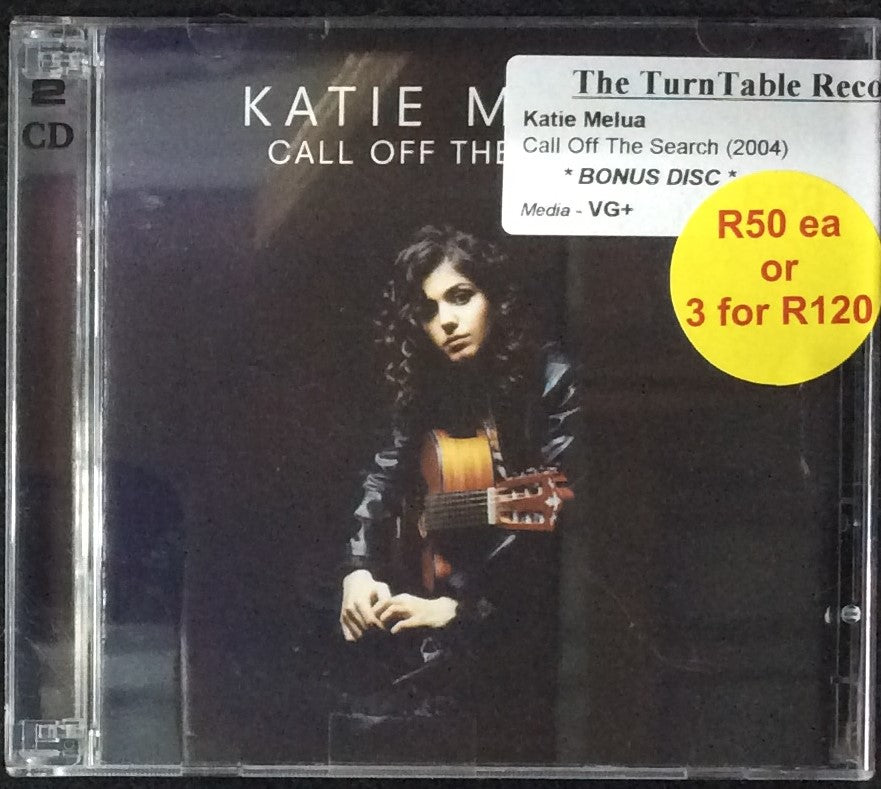 2
CD
KATIE M
CALL OFF THE
The TurnTable Reco
Katie Melua
Call Off The Search (2004)
* BONUS DISC *
Media - VG+
R50 ea
or
3 for R120